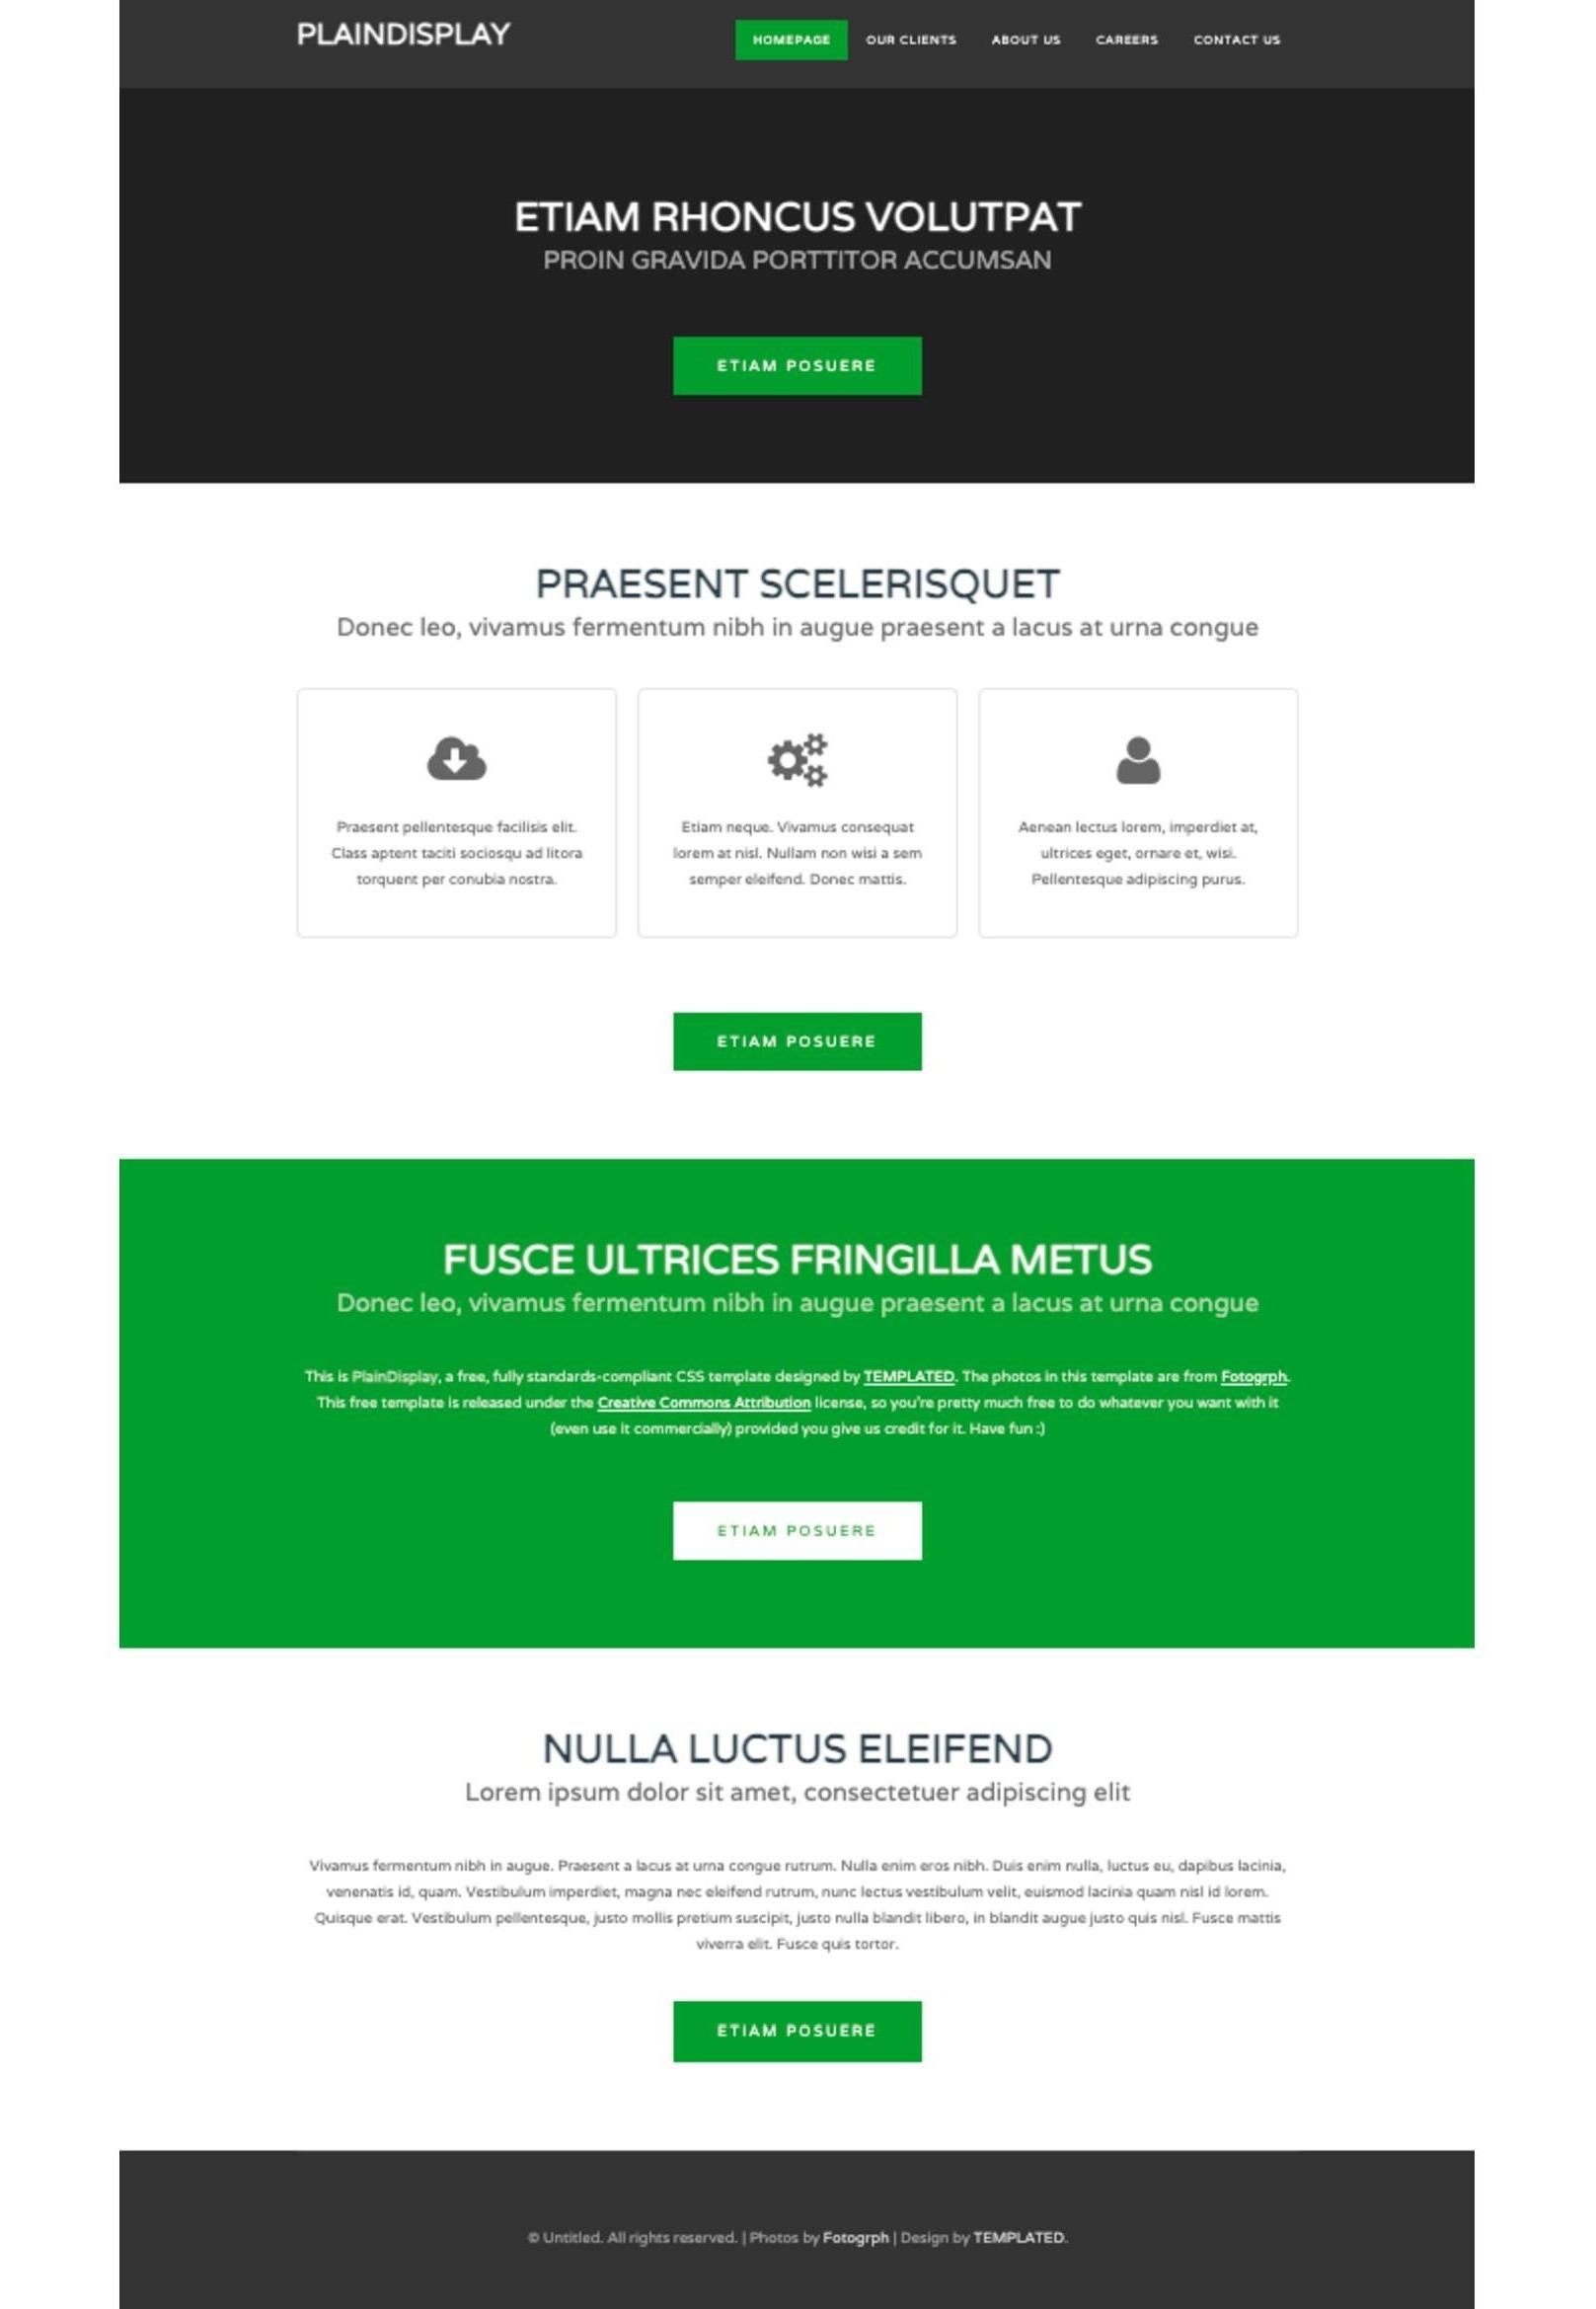 PLAINDISPLAY
HOMEPAGE OUR CLIENTS ABOUT US CAREERS CONTACT US
ETIAM RHONCUS VOLUTPAT
PROIN GRAVIDA PORTTITOR ACCUMSAN
ETIAM POSUERE
PRAESENT SCELERISQUET
Donec leo, vivamus fermentum nibh in augue praesent a lacus at urna congue
Praesent pellentesque facilisis elit.
Class aptent taciti sociosqu ad litora
torquent per conubia nostra.
Etiam neque. Vivamus consequat
lorem at nisl. Nullam non wisi a sem
semper eleifend. Donec mattis.
Aenean lectus lorem, imperdiet at,
ultrices eget, ornare et, wisi.
Pellentesque adipiscing purus.
ETIAM POSUERE
FUSCE ULTRICES FRINGILLA METUS
Donec leo, vivamus fermentum nibh in augue praesent a lacus at urna congue
This is PlainDisplay, a free, fully standards-compliant CSS template designed by TEMPLATED. The photos in this template are from Fotogrph.
This free template is released under the Creative Commons Attribution license, so you're pretty much free to do whatever you want with it
(even use it commercially) provided you give us credit for it. Have fun :)
ETIAM POSUERE
NULLA LUCTUS ELEIFEND
Lorem ipsum dolor sit amet, consectetuer adipiscing elit
Vivamus fermentum nibh in augue. Praesent a lacus at urna congue rutrum. Nulla enim eros nibh. Duis enim nulla, luctus eu, dapibus lacinia,
venenatis id, quam. Vestibulum imperdiet, magna nec eleifend rutrum, nunc lectus vestibulum velit, euismod lacinia quam nisl id lorem.
Quisque erat. Vestibulum pellentesque, justo mollis pretium suscipit, justo nulla blandit libero, in blandit augue justo quis nisl. Fusce mattis
viverra elit. Fusce quis tortor.
ETIAM POSUERE
© Untitled. All rights reserved. | Photos by Fotogrph | Design by TEMPLATED.